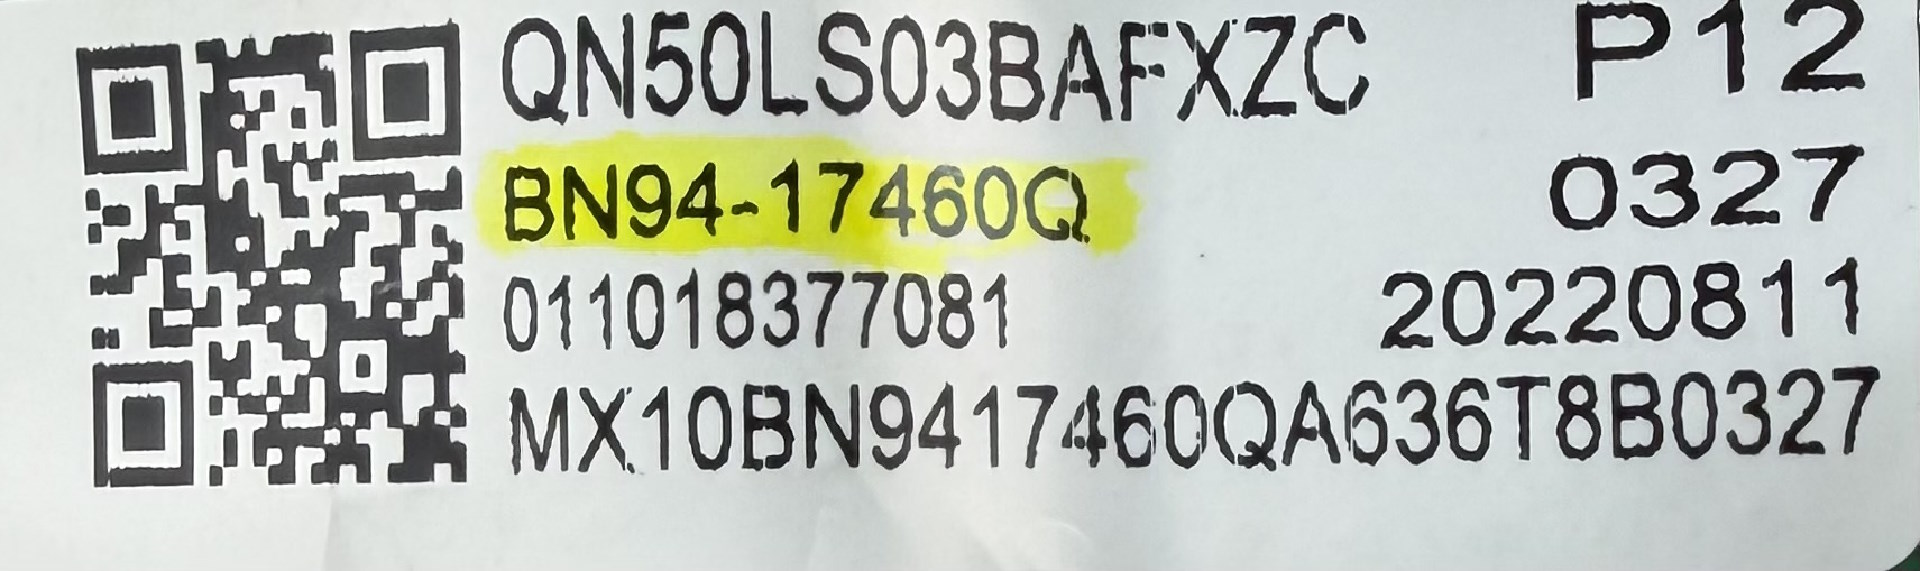 QN50LS03BAFXZC P12
BN94-17460Q 0327
011018377081 20220811
MX10BN9417460QA636T8B0327